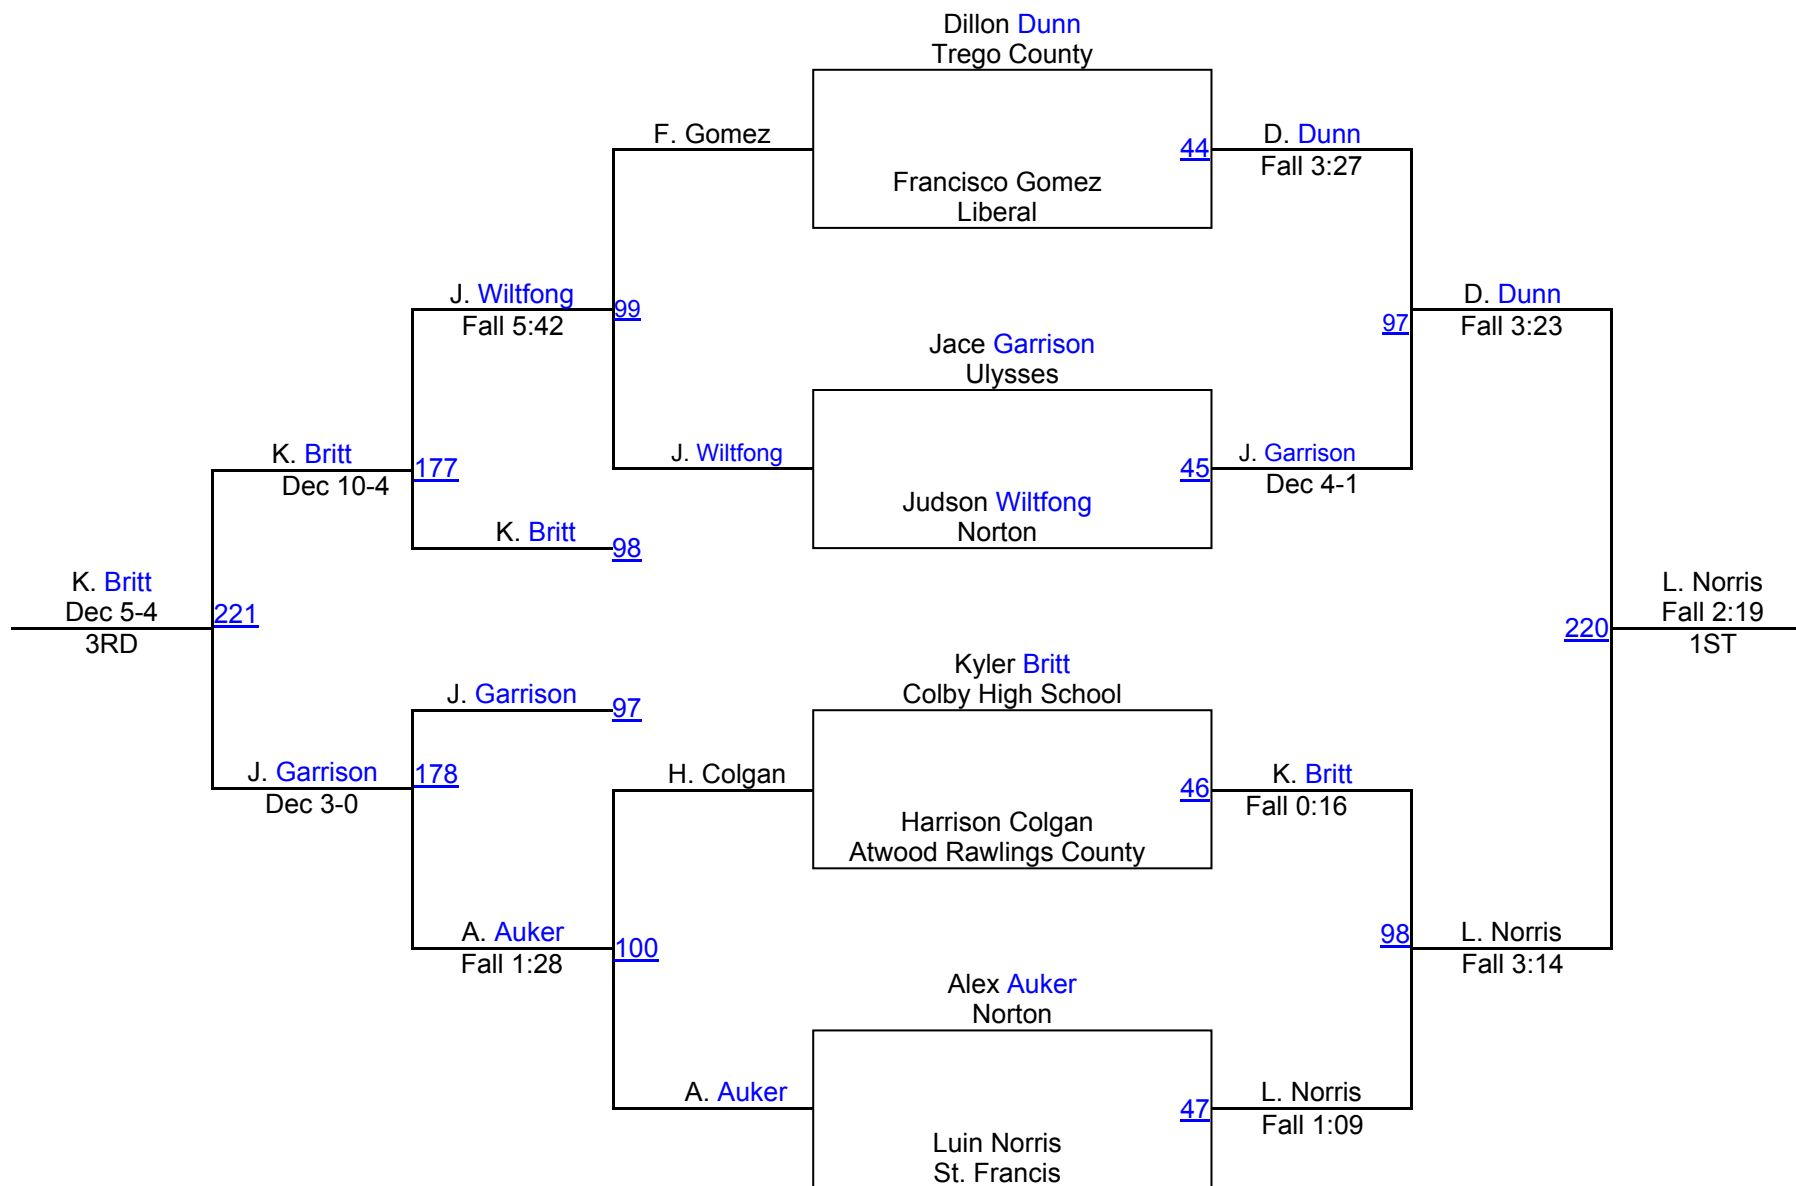 Dillon Dunn
Trego County
F. Gomez
44
D. Dunn
Fall 3:27
Francisco Gomez
Liberal
J. Wiltfong
Fall 5:42
99
97
D. Dunn
Fall 3:23
Jace Garrison
Ulysses
K. Britt
Dec 10-4
177
J. Wiltfong
45
J. Garrison
Dec 4-1
Judson Wiltfong
Norton
K. Britt
98
K. Britt
Dec 5-4
3RD
221
220
L. Norris
Fall 2:19
1ST
Kyler Britt
Colby High School
J. Garrison
97
J. Garrison
Dec 3-0
178
H. Colgan
46
K. Britt
Fall 0:16
Harrison Colgan
Atwood Rawlings County
A. Auker
Fall 1:28
100
98
L. Norris
Fall 3:14
Alex Auker
Norton
A. Auker
47
L. Norris
Fall 1:09
Luin Norris
St. Francis